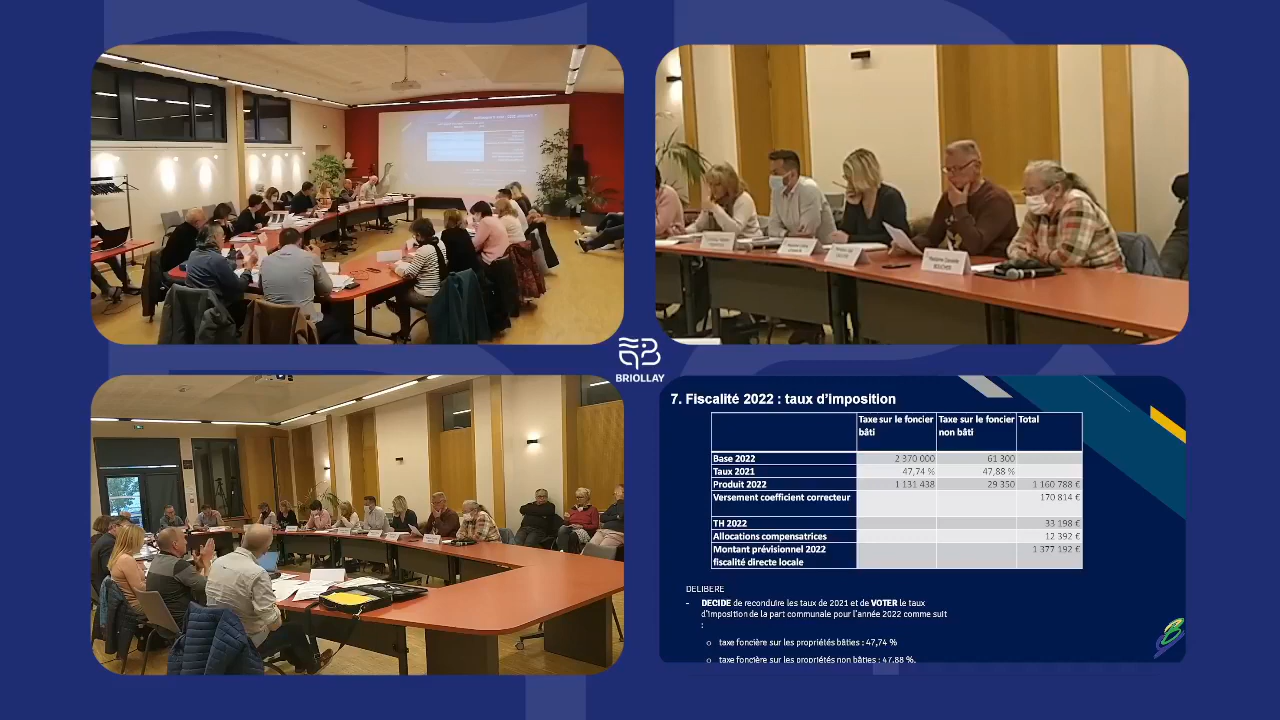 BRIOLLAY
7. Fiscalité 2022 : taux d'imposition
Taxe sur le foncier bâti
Taxe sur le foncier non bâti
Total
Base 2022 2 370 000 61 300
Taux 2021 47,74 % 47,88 %
Produit 2022 1 131 438 29 350 1 160 788 €
Versement coefficient correcteur 170 814 €
TH 2022 33 198 €
Allocations compensatrices 12 392 €
Montant prévisionnel 2022
fiscalité directe locale 1 377 192 €
DELIBERE
- DECIDE de reconduire les taux de 2021 et de VOTER le taux
d'imposition de la part communale pour l'année 2022 comme suit
:
o taxe foncière sur les propriétés bâties : 47,74 %
o taxe foncière sur les propriétés non bâties : 47,88 %.